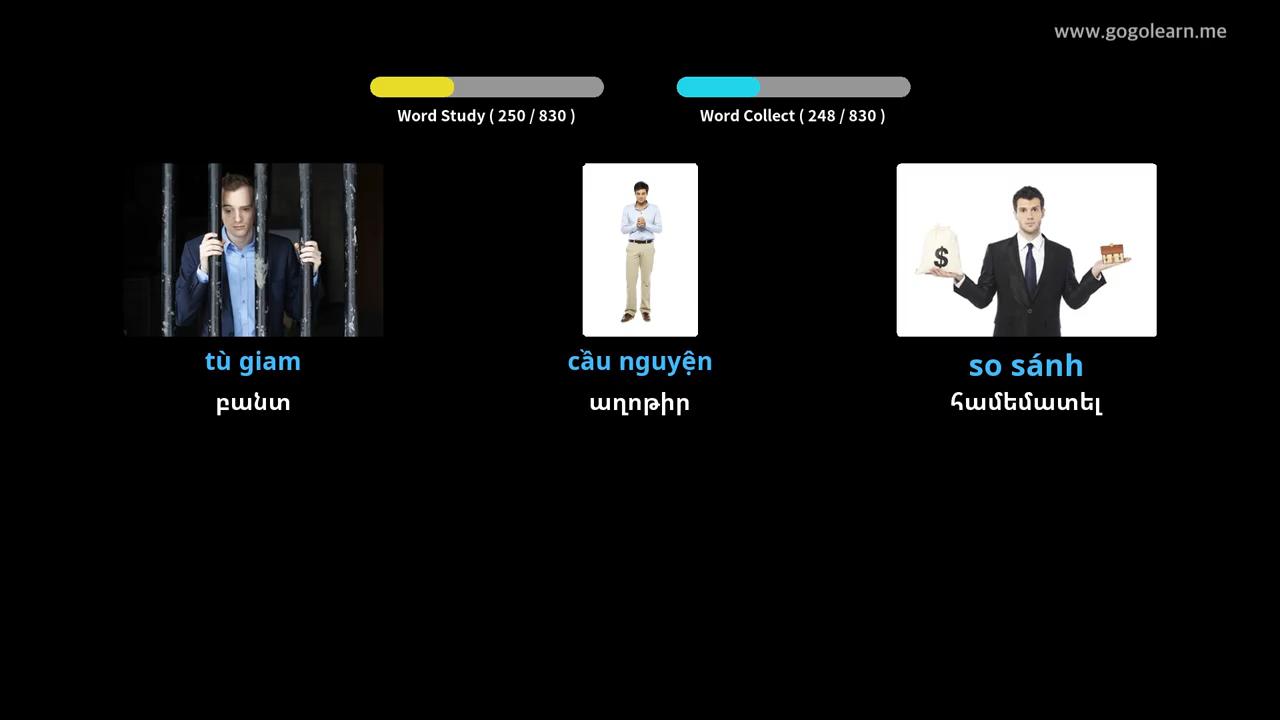 www.gogolearn.me
Word Study ( 250 / 830 )
Word Collect ( 248 / 830 )
$
tù giam
cầu nguyện
so sánh
բանտ
աղոթիր
համեմատել